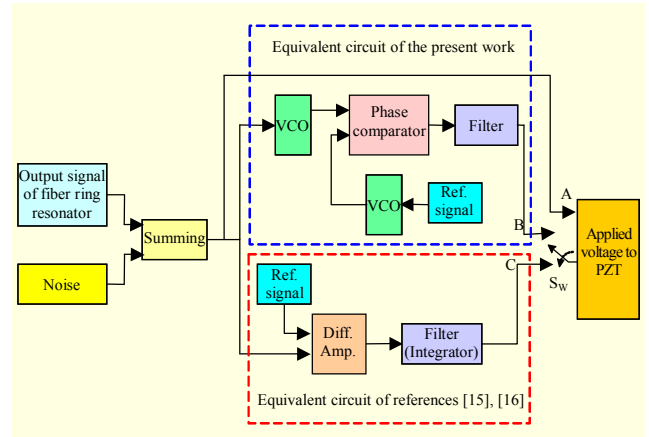 Equivalent circuit of the present work
VCO
Phase
comparator
Filter
VCO
Ref.
signal
Output signal
of fiber ring
resonator
Summing
Noise
A
B
C
S_W
Applied
voltage to
PZT
Ref.
signal
Diff.
Amp.
Filter
(Integrator)
Equivalent circuit of references [15], [16]